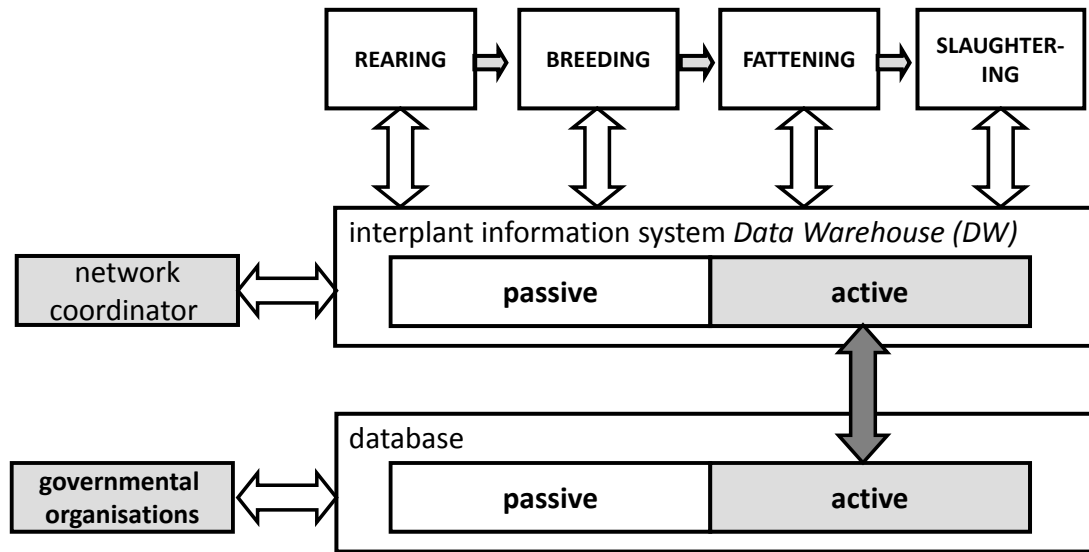 REARING
BREEDING
FATTENING
SLAUGHTER-
ING
interplant information system Data Warehouse (DW)
network
coordinator
passive
active
database
governmental
organisations
passive
active